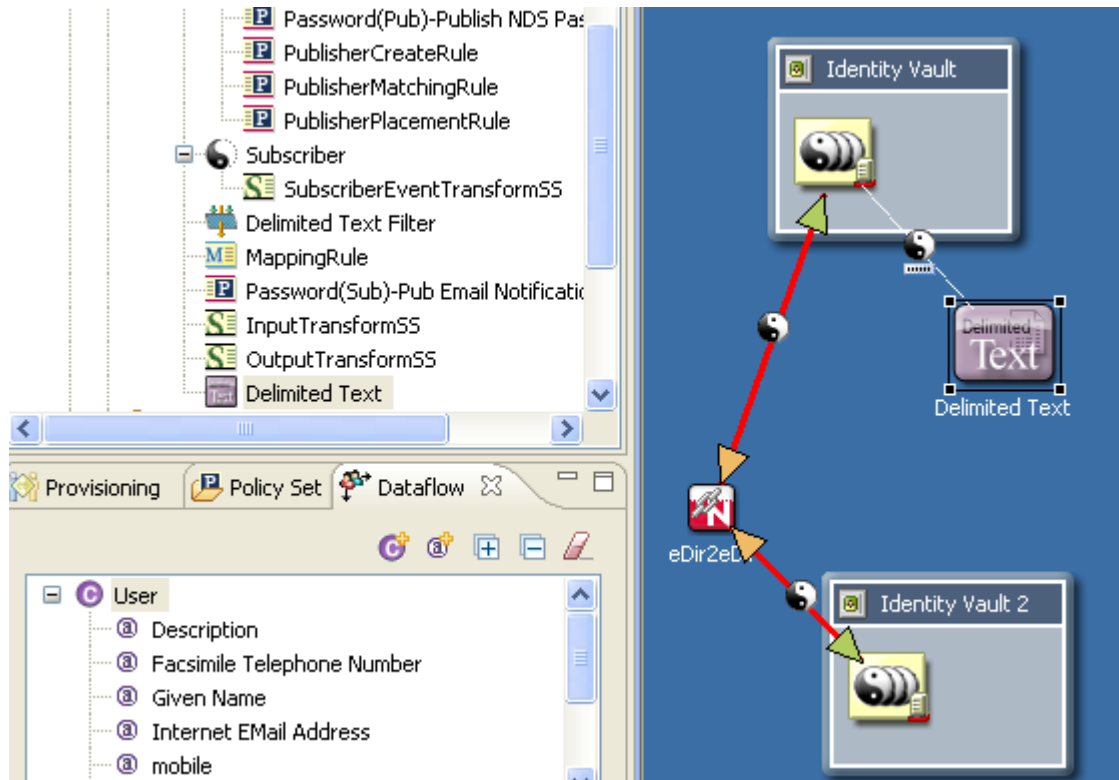 Password(Pub)-Publish NDS Pas
PublisherCreateRule
PublisherMatchingRule
PublisherPlacementRule
Subscriber
SubscriberEventTransformSS
Delimited Text Filter
MappingRule
Password(Sub)-Pub Email Notificatio
InputTransformSS
OutputTransformSS
Delimited Text
Provisioning
Policy Set
Dataflow
User
Description
Facsimile Telephone Number
Given Name
Internet EMail Address
mobile
Identity Vault
Delimited
Text
Delimited Text
eDir2eDi
Identity Vault 2